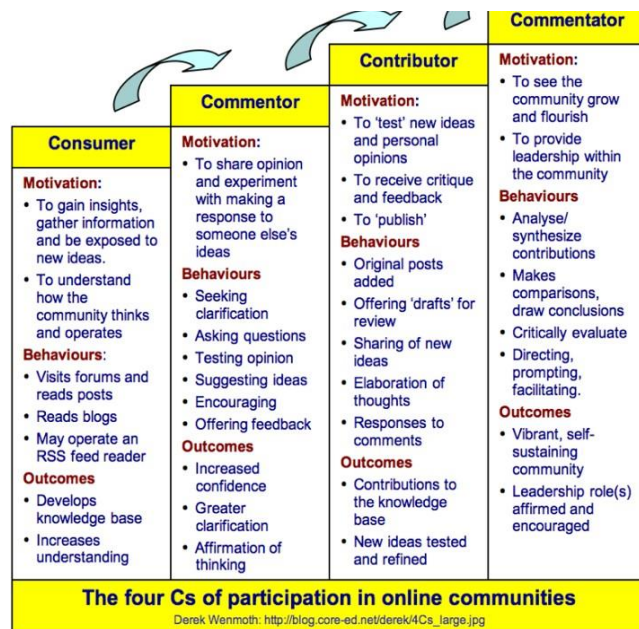 Consumer
Motivation:
• To gain insights,
gather information
and be exposed to
new ideas.
• To understand
how the
community thinks
and operates
Behaviours:
• Visits forums and
reads posts
• Reads blogs
• May operate an
RSS feed reader
Outcomes
• Develops
knowledge base
• Increases
understanding
Commentor
Motivation:
• To share opinion
and experiment
with making a
response to
someone else's
ideas
Behaviours
• Seeking
clarification
• Asking questions
• Testing opinion
• Suggesting ideas
• Encouraging
• Offering feedback
Outcomes
• Increased
confidence
• Greater
clarification
• Affirmation of
thinking
Contributor
Motivation:
• To 'test' new ideas
and personal
opinions
• To receive critique
and feedback
• To 'publish'
Behaviours
• Original posts
added
• Offering 'drafts' for
review
• Sharing of new
ideas
• Elaboration of
thoughts
• Responses to
comments
Outcomes
• Contributions to
the knowledge
base
• New ideas tested
and refined
Commentator
Motivation:
• To see the
community grow
and flourish
• To provide
leadership within
the community
Behaviours
• Analyse/
synthesize
contributions
• Makes
comparisons,
draw conclusions
• Critically evaluate
• Directing,
prompting,
facilitating.
Outcomes
• Vibrant, self-
sustaining
community
• Leadership role(s)
affirmed and
encouraged
The four Cs of participation in online communities
Derek Wenmoth: http://blog.core-ed.net/derek/4Cs_large.jpg